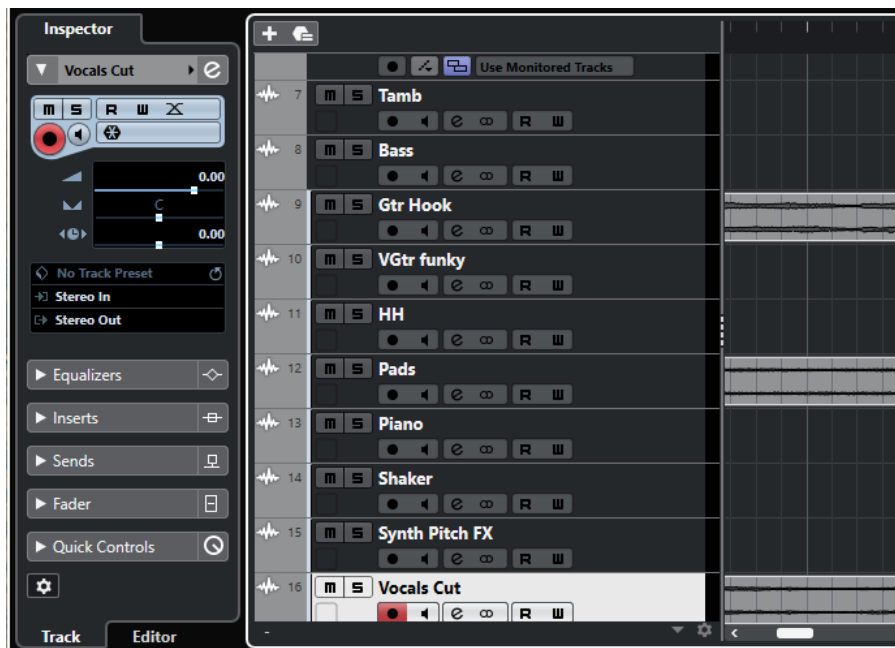 Inspector
Vocals Cut
m S R W
0.00
C
0.00
No Track Preset
Stereo In
Stereo Out
Equalizers
Inserts
Sends
Fader
Quick Controls
Track Editor
Use Monitored Tracks
7 m S Tamb
e R W
8 m S Bass
e R W
9 m S Gtr Hook
e R W
10 m S VGtr funky
e R W
11 m S HH
e R W
12 m S Pads
e R W
13 m S Piano
e R W
14 m S Shaker
e R W
15 m S Synth Pitch FX
e R W
16 m S Vocals Cut
e R W